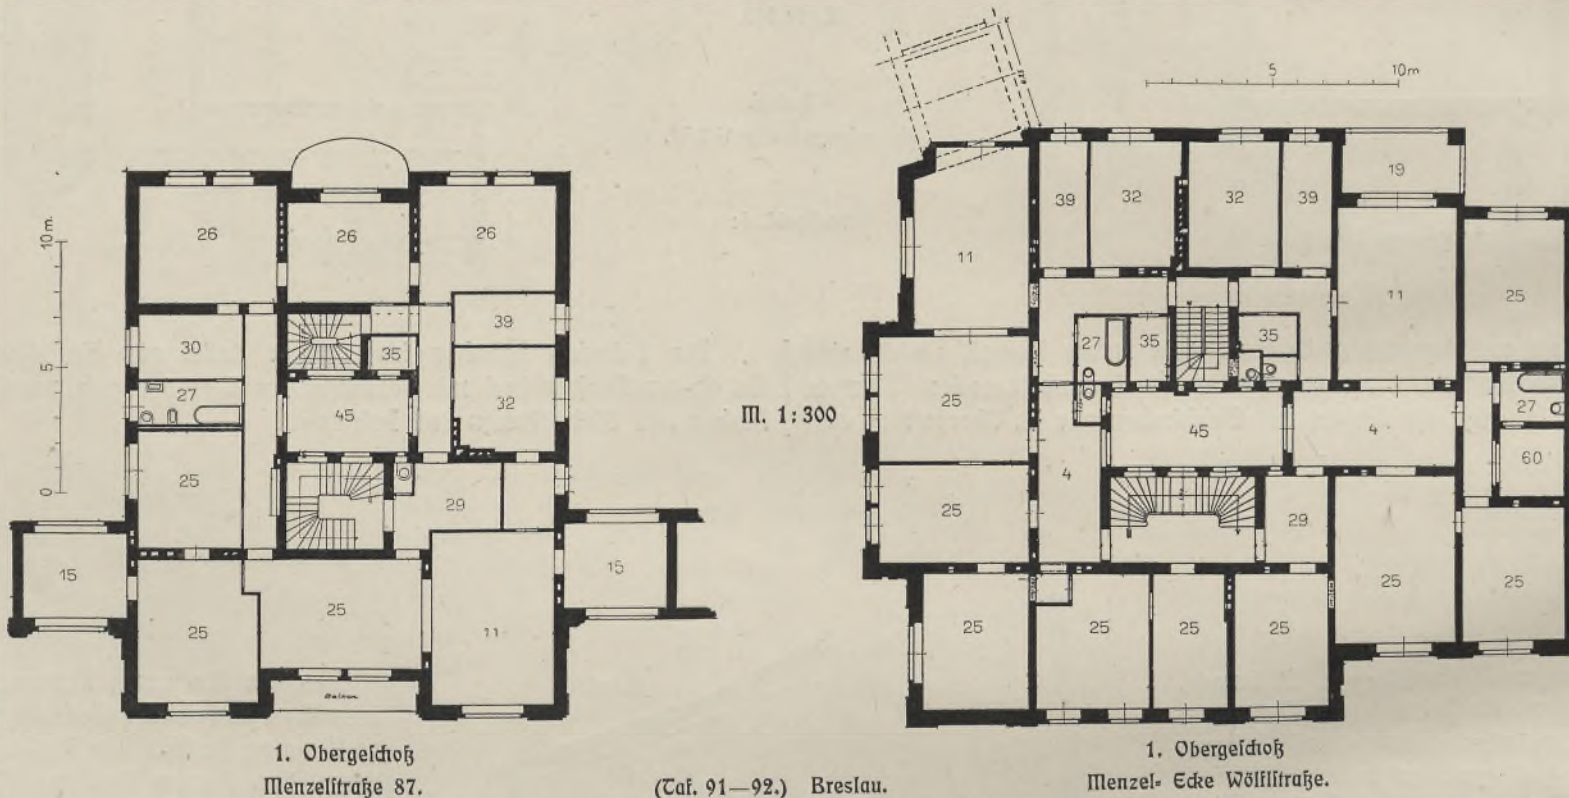 5 10m
19
26 26 26
39 32 32 39
10m.
11
11
25
39
30
35
27 35
35
27
5
32
45
M. 1:300
25
45
4
27
60
25
4
29
25
29
0
25
25
15
15
25
25
11
25 25 25 25
Balkon
1. Obergeschoß
Menzelstraße 87.
(Taf. 91—92.) Breslau.
1. Obergeschoß
Menzel- Ecke Wölflstraße.